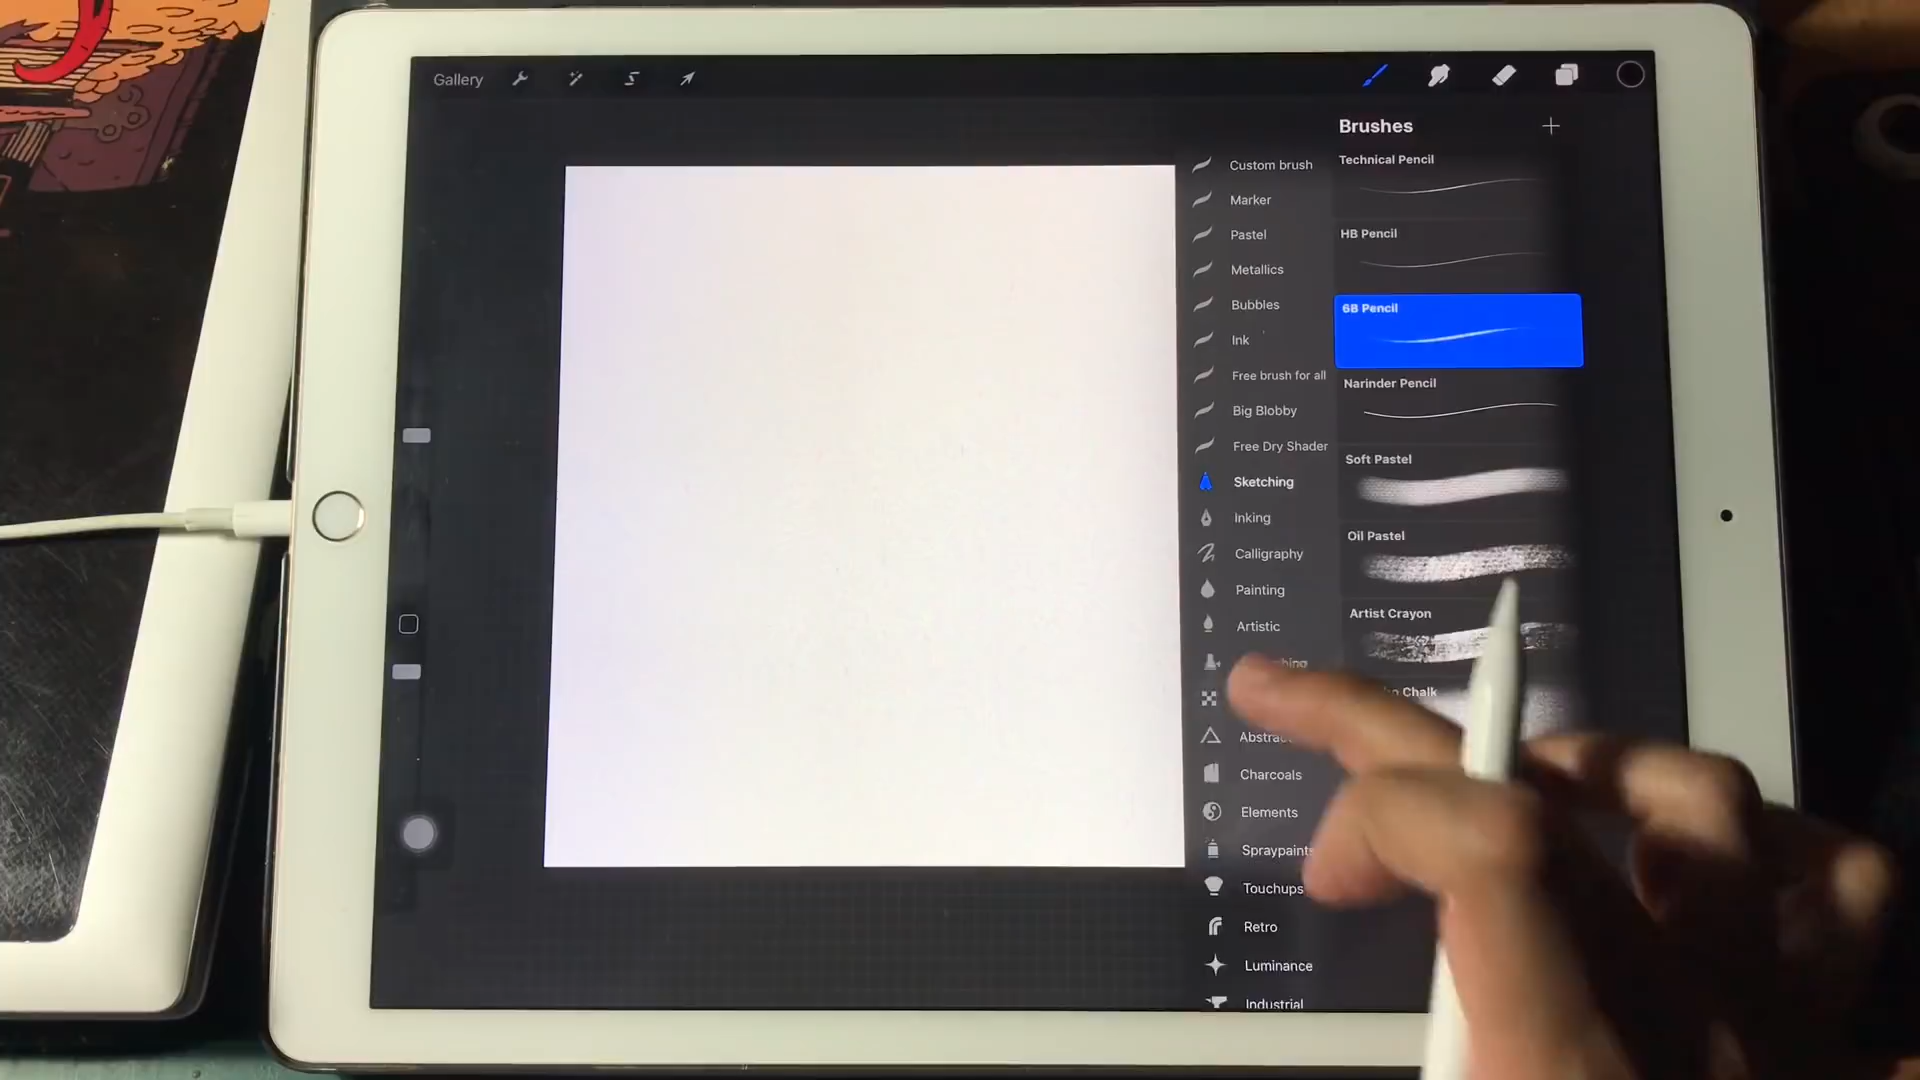 Gallery
Brushes
Custom brush
Marker
Pastel
Metallics
Bubbles
Ink
Free brush for all
Big Blobby
Free Dry Shader
Sketching
Inking
Calligraphy
Painting
Artistic
Charcoals
Elements
Spraypaints
Touchups
Retro
Luminance
Industrial
Technical Pencil
HB Pencil
6B Pencil
Narinder Pencil
Soft Pastel
Oil Pastel
Artist Crayon
Chalk